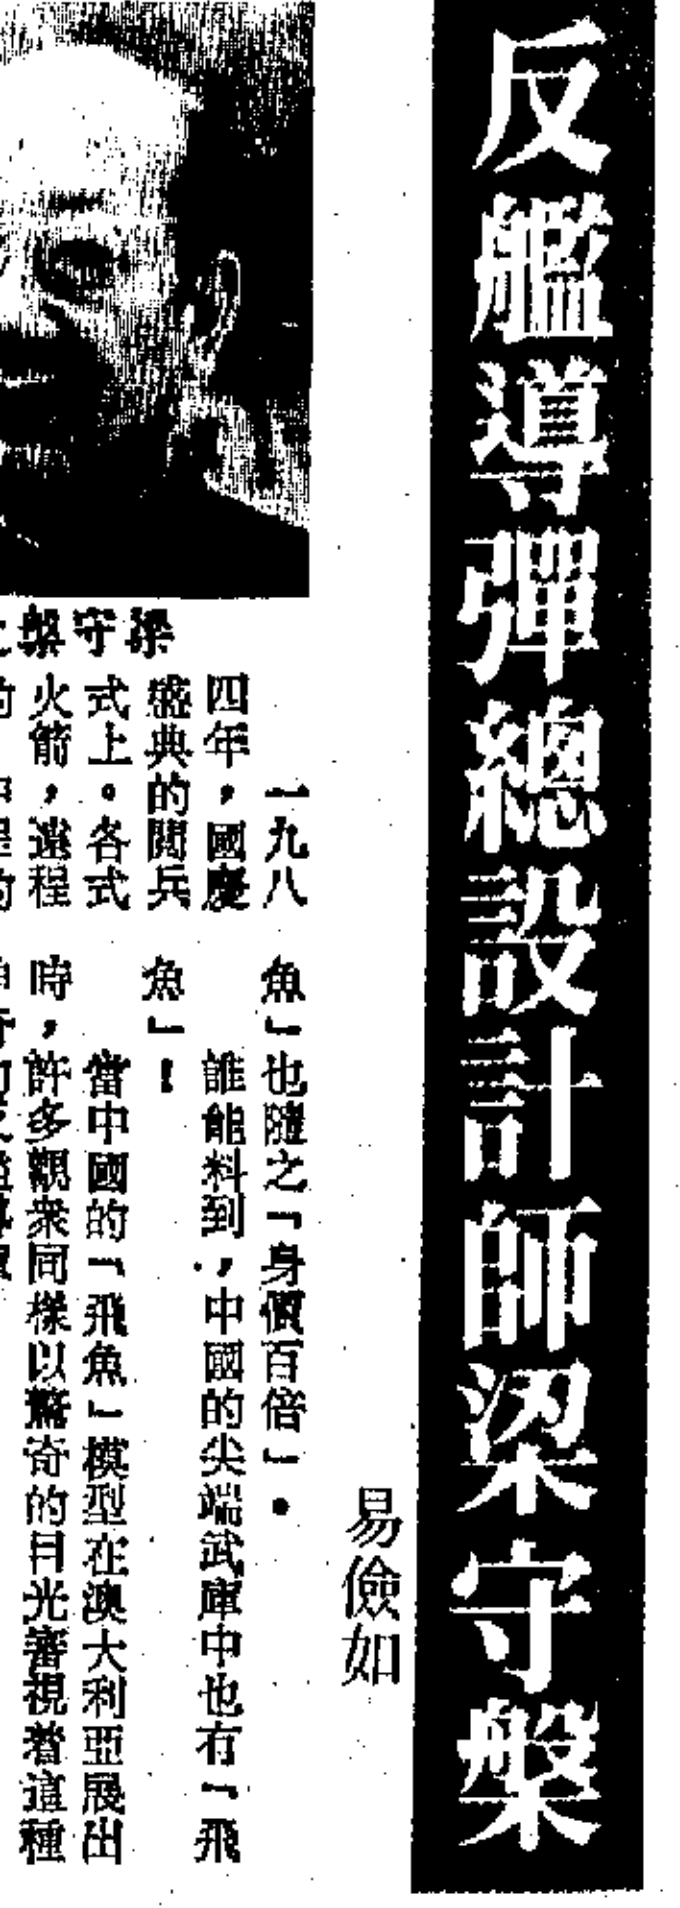 反艦導彈總設計師梁守槃
易儉如
梁守槃
一九八
四年，國慶
盛典的閱兵
式上。各式
火箭，遠程
魚」也隨之「身價百倍」。
誰能料到，中國的尖端武庫中也有「飛
魚」！
當中國的「飛魚」模型在澳大利亞展出
時，許多觀衆同樣以驚奇的目光審視着這種